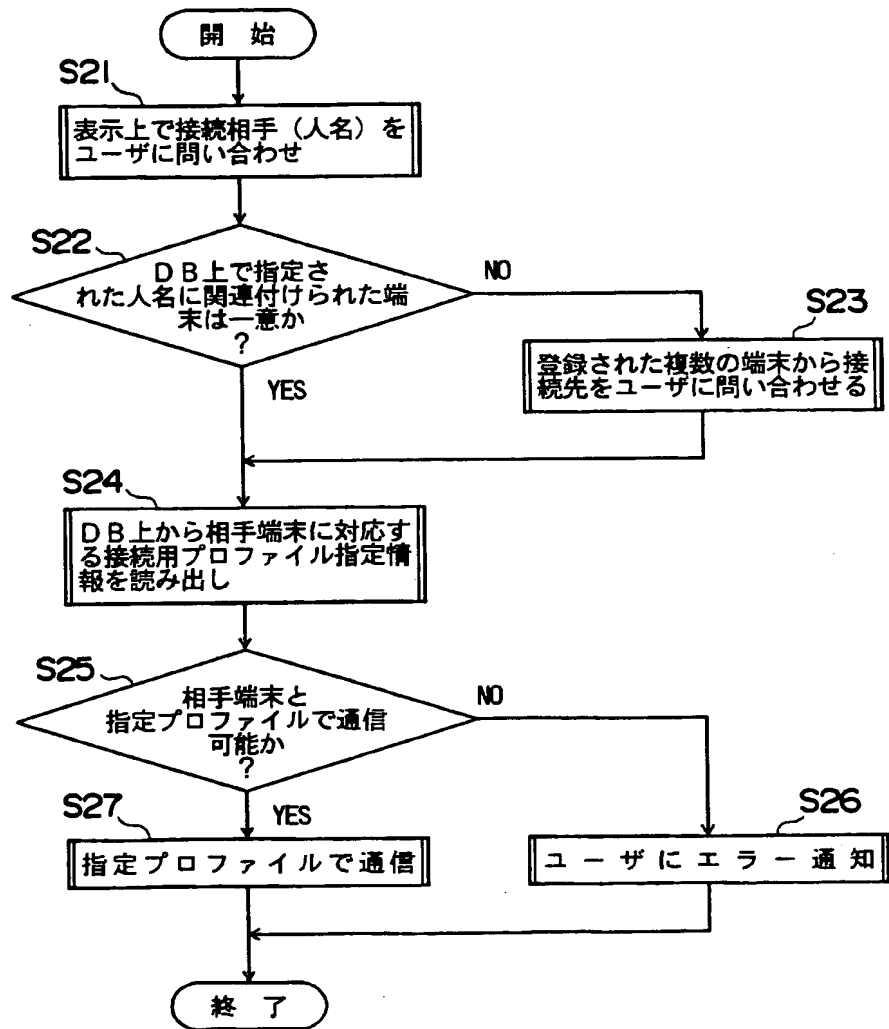 開 始
S21
表示上で接続相手（人名）を
ユーザに問い合わせ
S22
ＤＢ上で指定さ
れた人名に関連付けられた端
末は一意か
？
NO
YES
S23
登録された複数の端末から接
続先をユーザに問い合わせる
S24
ＤＢ上から相手端末に対応す
る接続用プロファイル指定情
報を読み出し
S25
相手端末と
指定プロファイルで通信
可能か
？
NO
YES
S27
指定プロファイルで通信
S26
ユーザにエラー通知
終 了